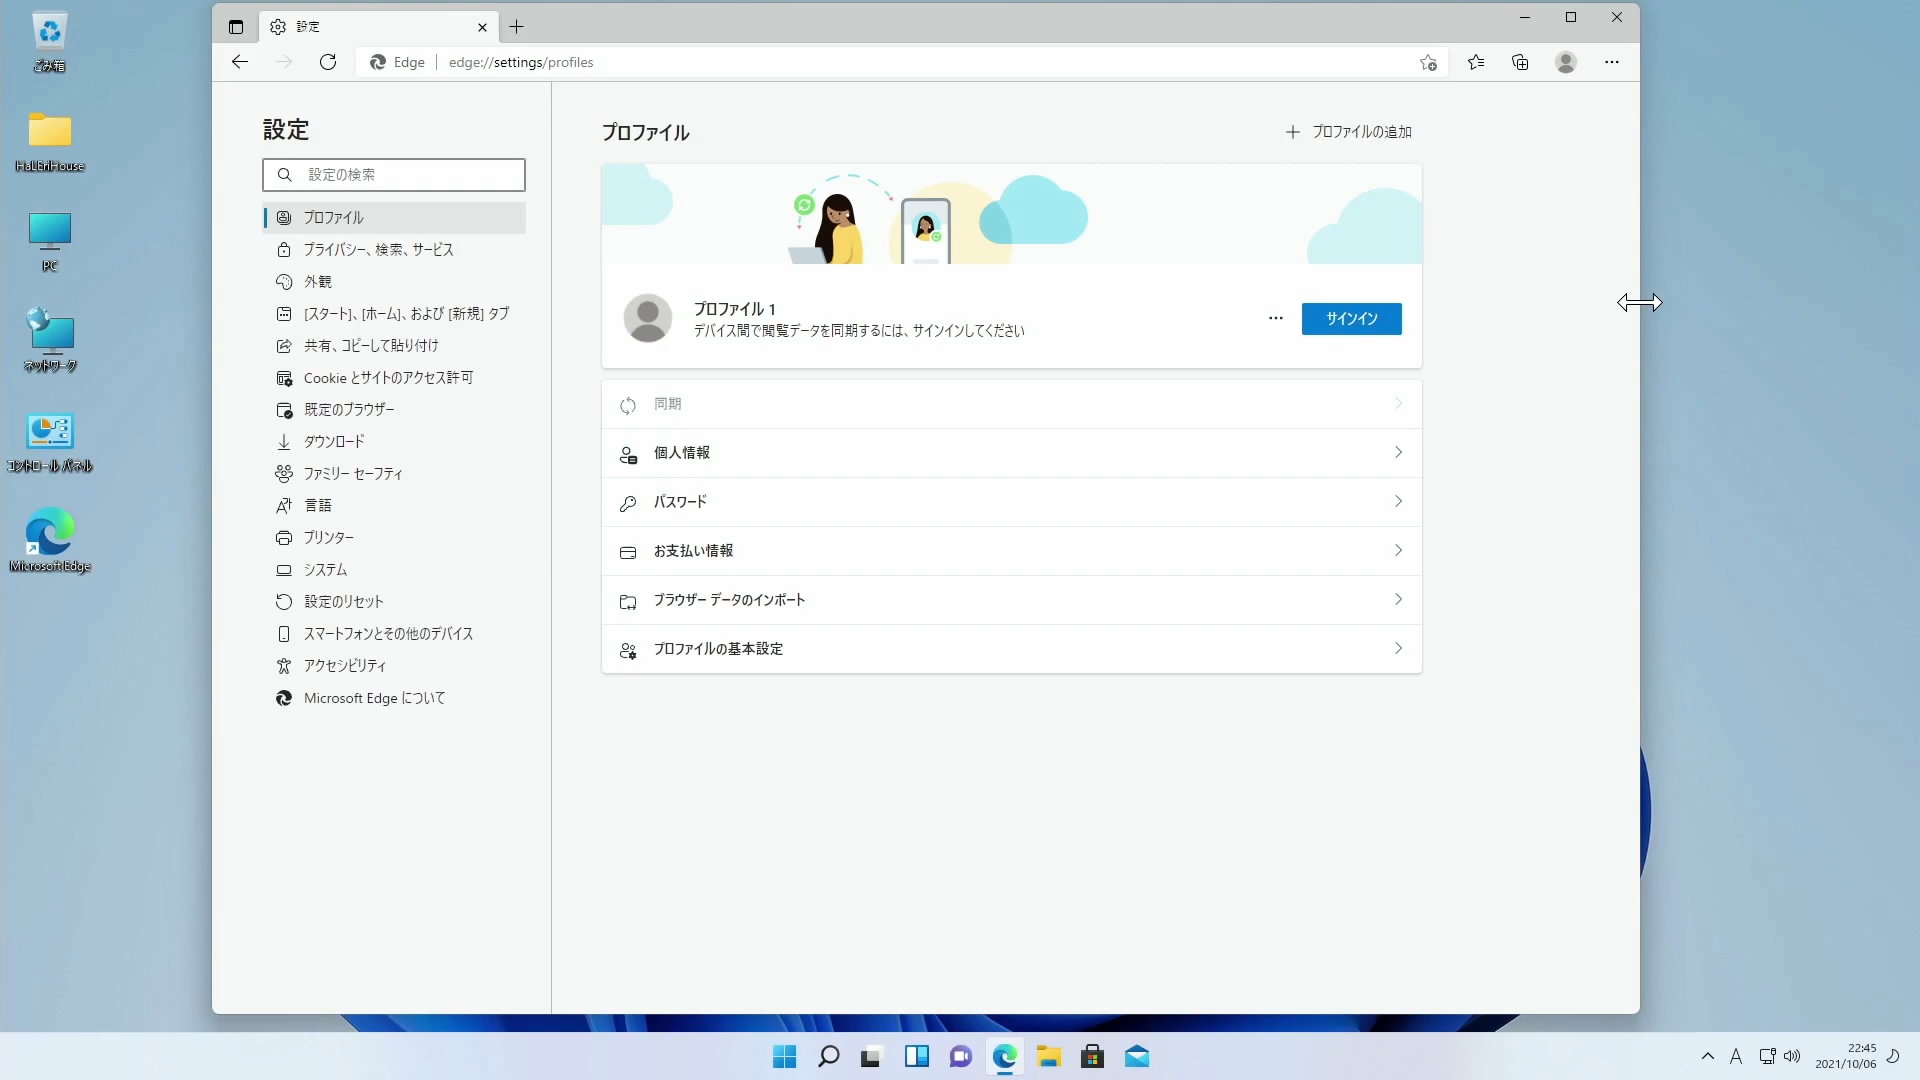 ごみ箱
HaLEriHouse
PC
ネットワーク
コントロール パネル
Microsoft Edge
設定
Edge
edge://settings/profiles
設定
設定の検索
プロファイル
プライバシー、検索、サービス
外観
[スタート]、[ホーム]、および [新規] タブ
共有、コピーして貼り付け
Cookie とサイトのアクセス許可
既定のブラウザー
ダウンロード
ファミリー セーフティ
言語
プリンター
システム
設定のリセット
スマートフォンとその他のデバイス
アクセシビリティ
Microsoft Edge について
プロファイル
プロファイルの追加
プロファイル 1
デバイス間で閲覧データを同期するには、サインインしてください
サインイン
同期
個人情報
パスワード
お支払い情報
ブラウザー データのインポート
プロファイルの基本設定
A
22:45
2021/10/06